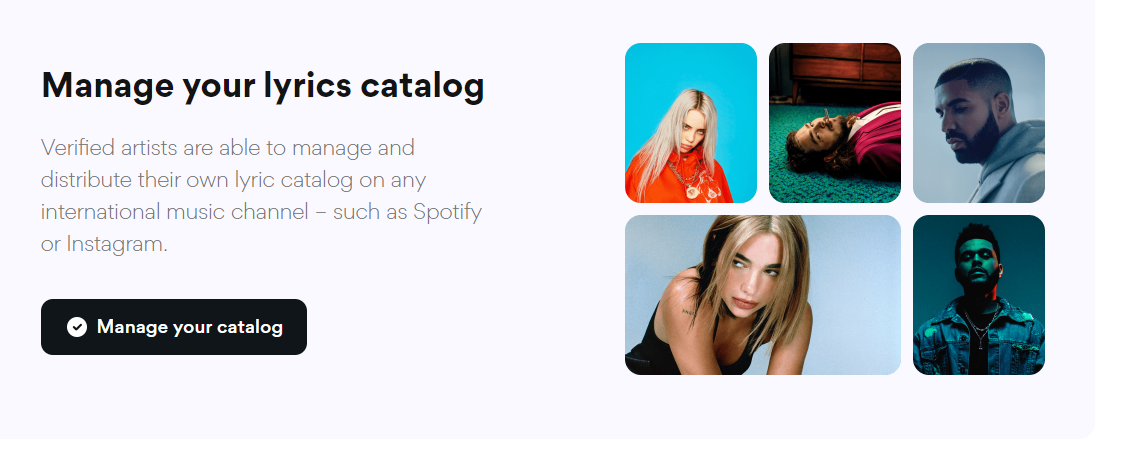 Manage your lyrics catalog
Verified artists are able to manage and
distribute their own lyric catalog on any
international music channel – such as Spotify
or Instagram.
Manage your catalog